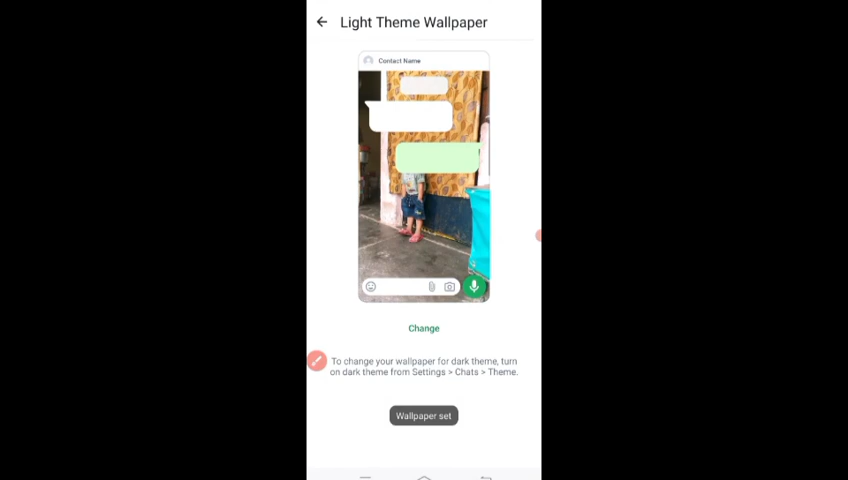 Light Theme Wallpaper
Contact Name
Change
To change your wallpaper for dark theme, turn
on dark theme from Settings > Chats > Theme.
Wallpaper set